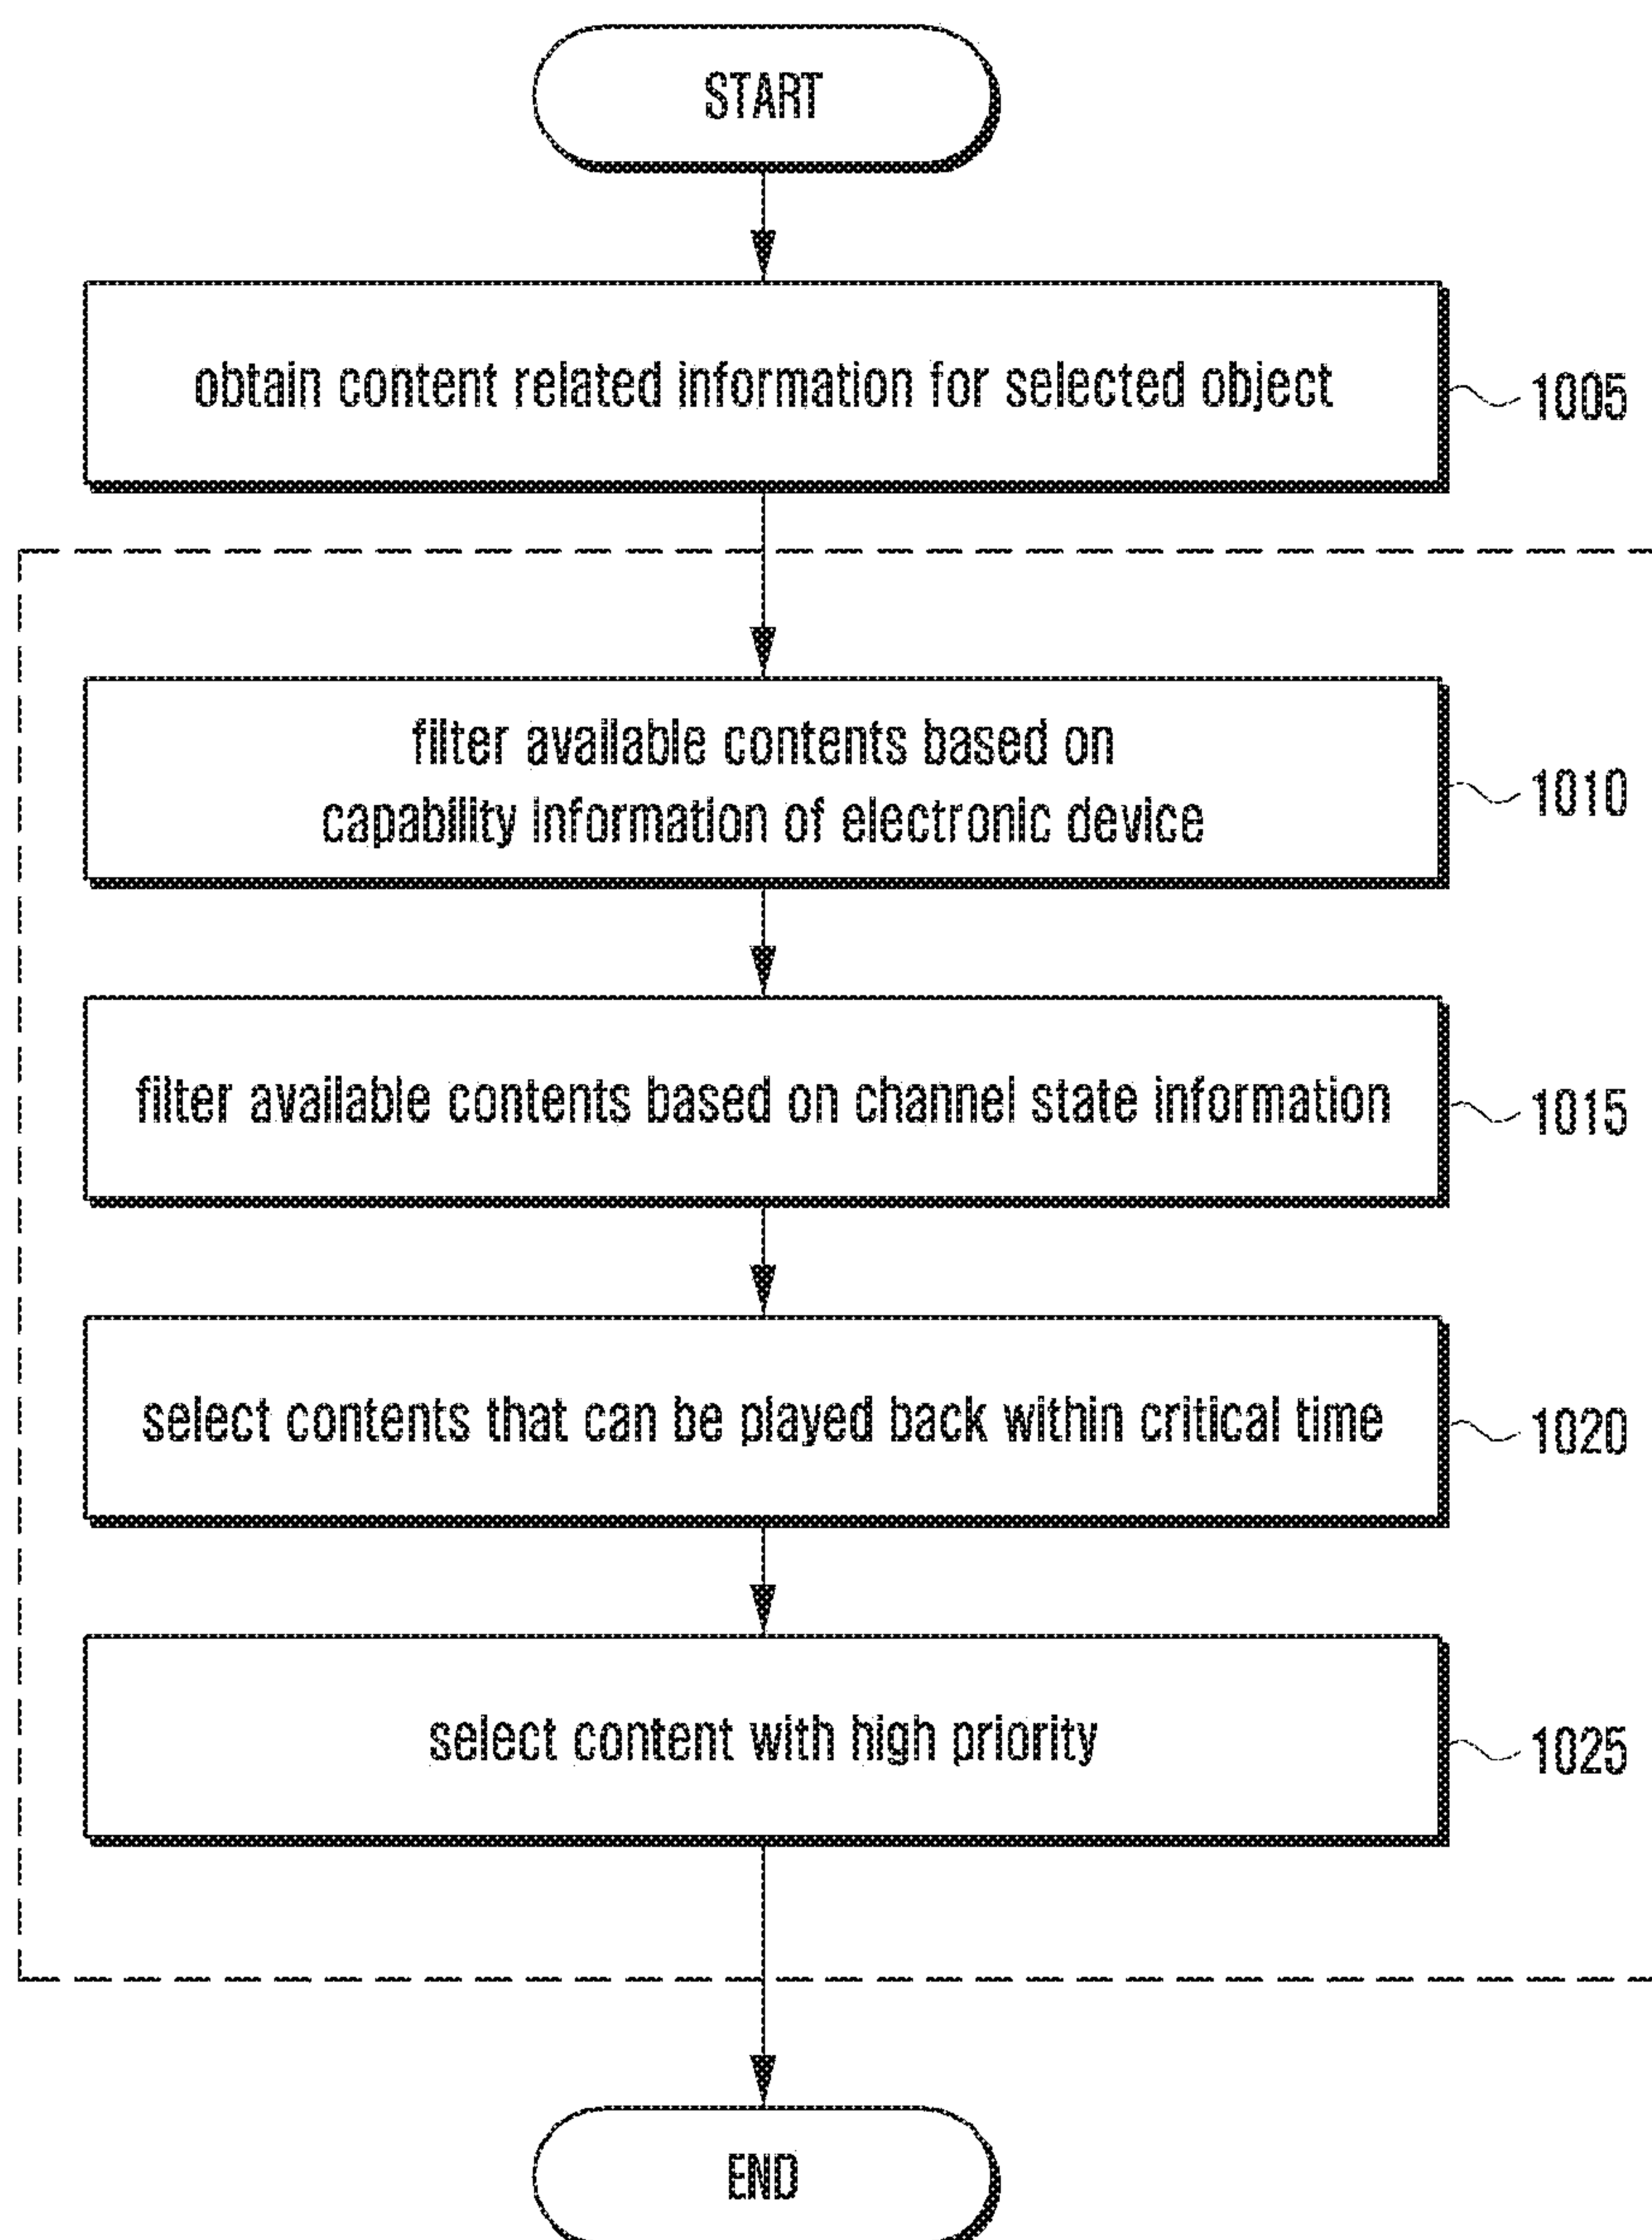 START
obtain content related information for selected object
1005
filter available contents based on
capability information of electronic device
1010
filter available contents based on channel state information
1015
select contents that can be played back within critical time
1020
select content with high priority
1025
END